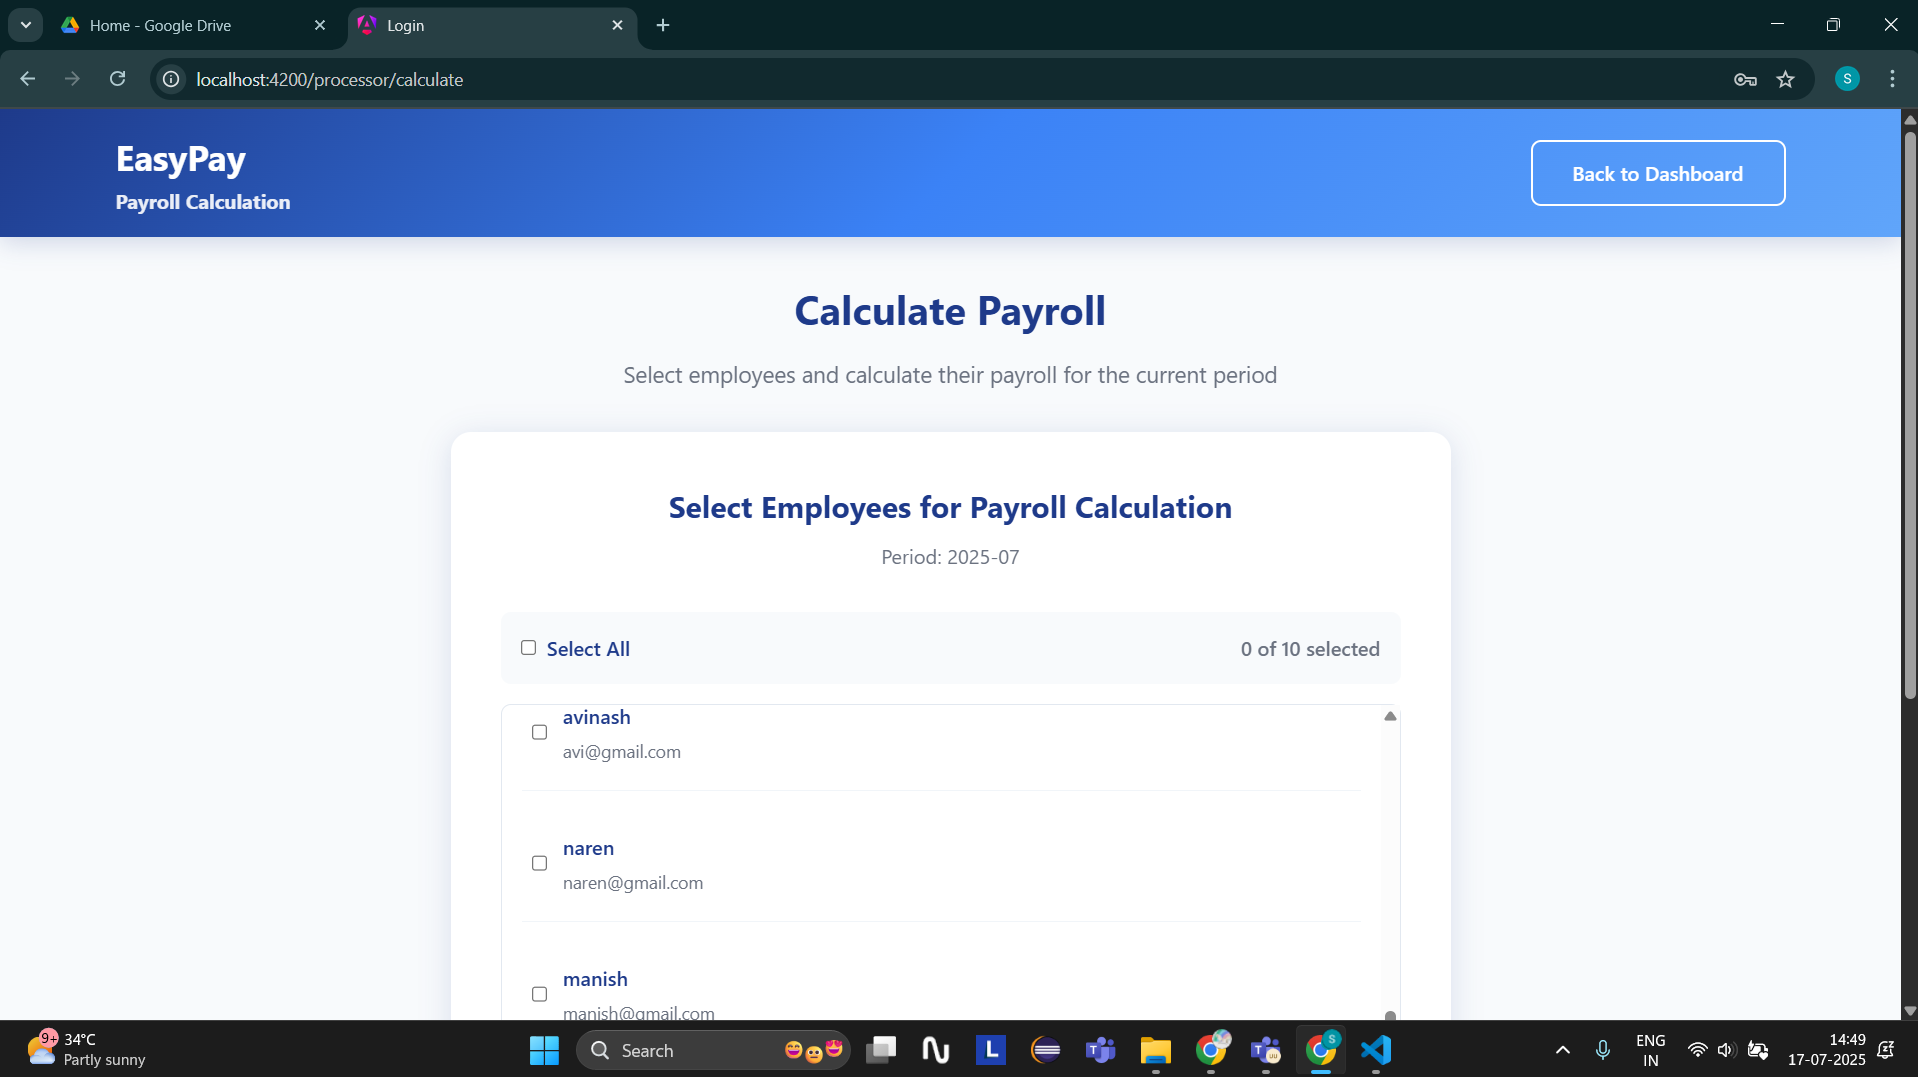 Home - Google Drive
Login
localhost:4200/processor/calculate
S
EasyPay
Payroll Calculation
Back to Dashboard
Calculate Payroll
Select employees and calculate their payroll for the current period
Select Employees for Payroll Calculation
Period: 2025-07
Select All
0 of 10 selected
avinash
avi@gmail.com
naren
naren@gmail.com
manish
manish@gmail.com
9+
34°C
Partly sunny
Search
L
T
T
UU
S
ENG
IN
14:49
17-07-2025